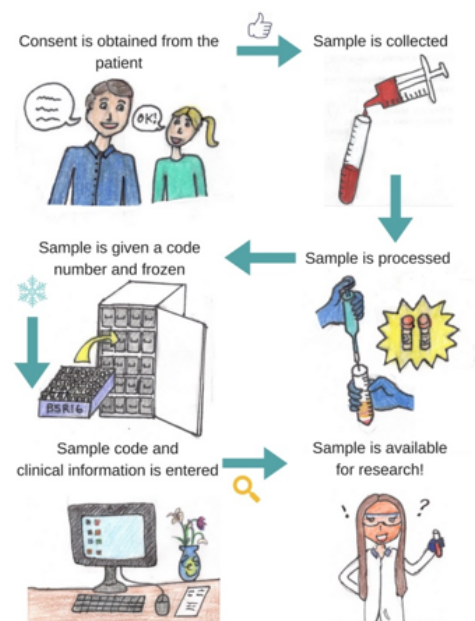 Consent is obtained from the
patient
Sample is collected
OK!
Sample is given a code
number and frozen
Sample is processed
BSR16
Sample code and
clinical information is entered
Sample is available
for research!
! ?